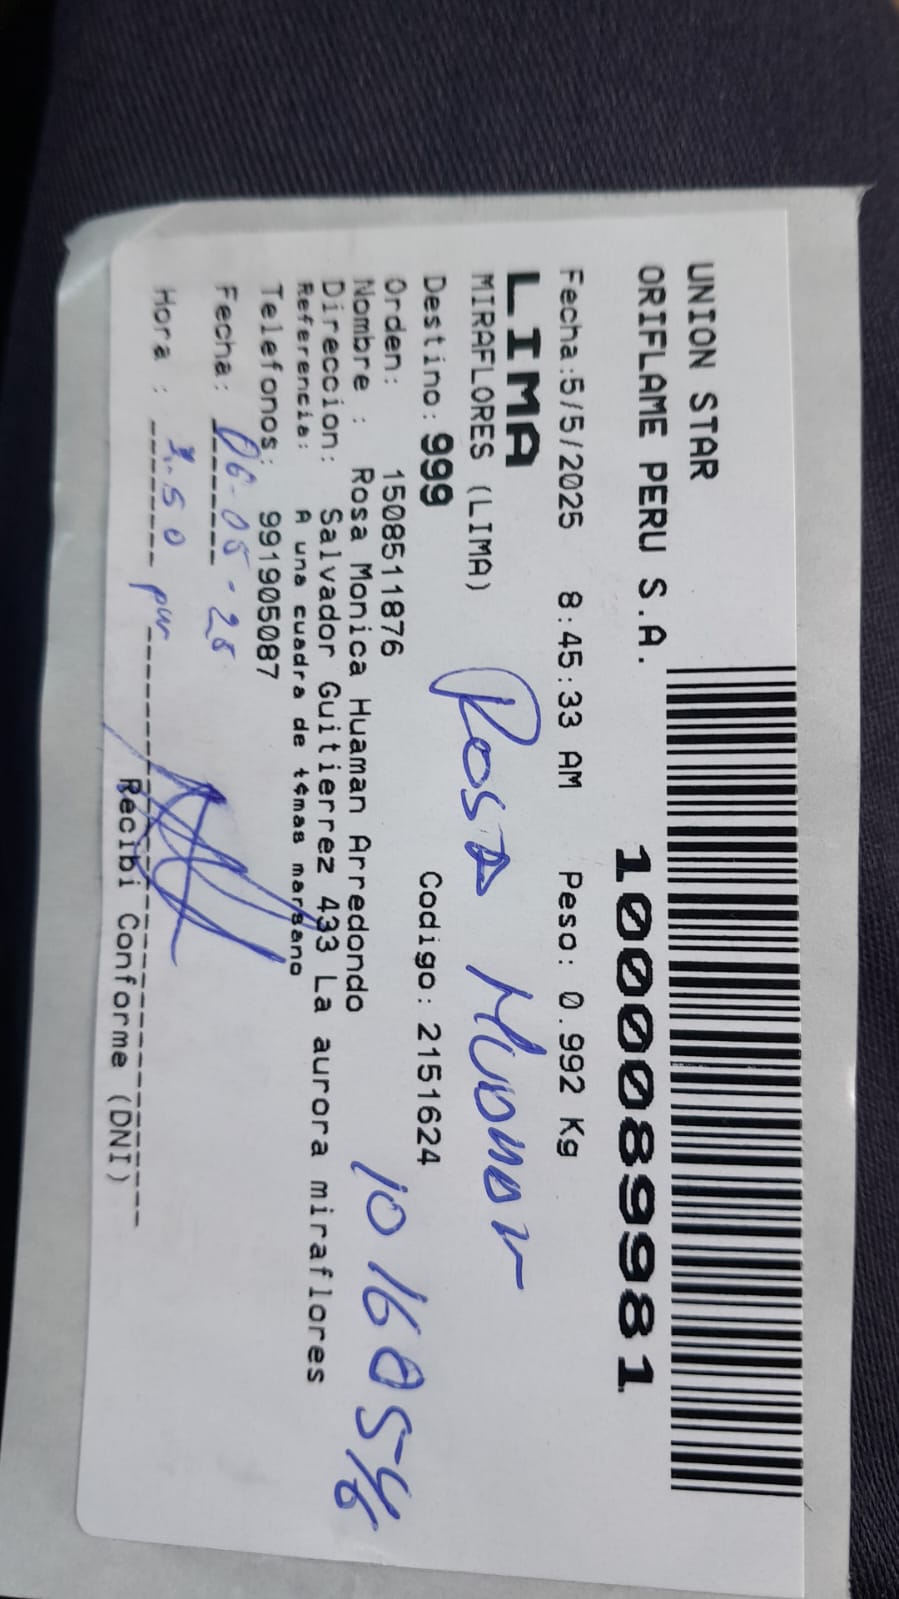 UNION STAR
ORIFLAME PERU S.A.
1000089981
Fecha:5/5/2025 8:45:33 AM Peso: 0.992 Kg
LIMA
MIRAFLORES (LIMA)
Rosa Huaman
Destino: 999 Codigo: 2151624
Orden: 1508511876
Nombre : Rosa Monica Huaman Arredondo
Direccion: Salvador Guitierrez 433 La aurora miraflores
Referencia: A una cuadra de t¢mas marsano
Telefonos: 991905087
Fecha: 06-05-25
Hora : .50 pm
Recibi Conforme (DNI)